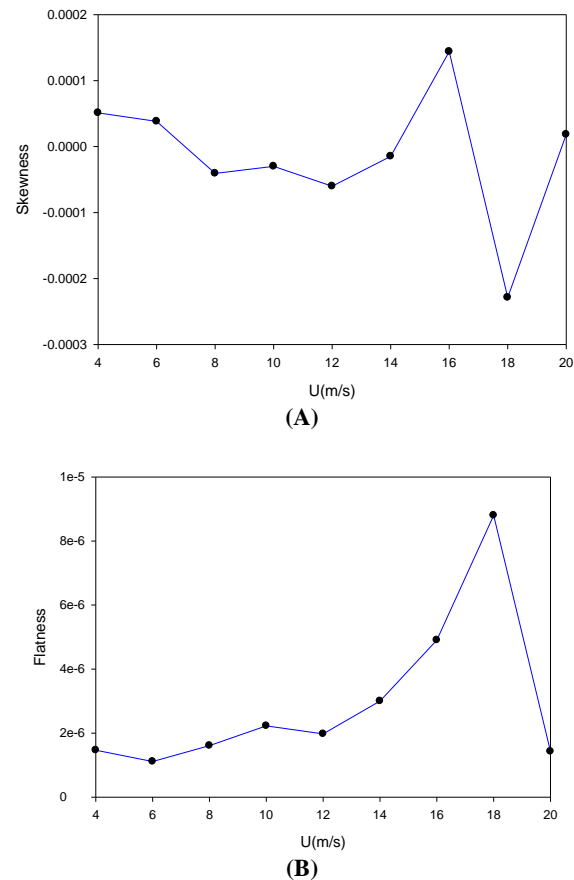 0.0002
0.0001
0.0000
-0.0001
-0.0002
-0.0003
Skewness
4 6 8 10 12 14 16 18 20
U(m/s)
(A)
1e-5
8e-6
6e-6
4e-6
2e-6
0
Flatness
4 6 8 10 12 14 16 18 20
U(m/s)
(B)